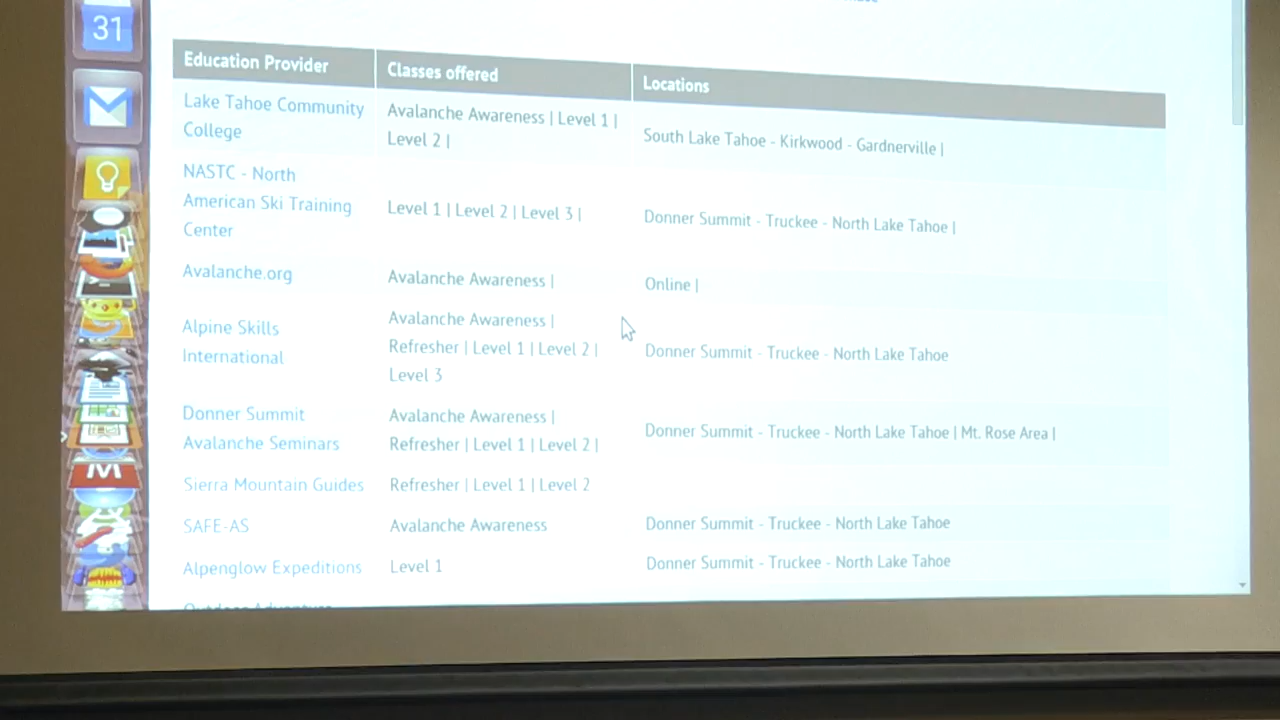 31
Education Provider
Classes offered
Locations
Lake Tahoe Community
College
Avalanche Awareness | Level 1 |
Level 2 |
South Lake Tahoe - Kirkwood - Gardnerville |
NASTC - North
American Ski Training
Center
Level 1 | Level 2 | Level 3 |
Donner Summit - Truckee - North Lake Tahoe |
Avalanche.org
Avalanche Awareness |
Online |
Alpine Skills
International
Avalanche Awareness |
Refresher | Level 1 | Level 2 |
Level 3
Donner Summit - Truckee - North Lake Tahoe
Donner Summit
Avalanche Seminars
Avalanche Awareness |
Refresher | Level 1 | Level 2 |
Donner Summit - Truckee - North Lake Tahoe | Mt. Rose Area |
Sierra Mountain Guides
Refresher | Level 1 | Level 2
SAFE-AS
Avalanche Awareness
Donner Summit - Truckee - North Lake Tahoe
Alpenglow Expeditions
Level 1
Donner Summit - Truckee - North Lake Tahoe